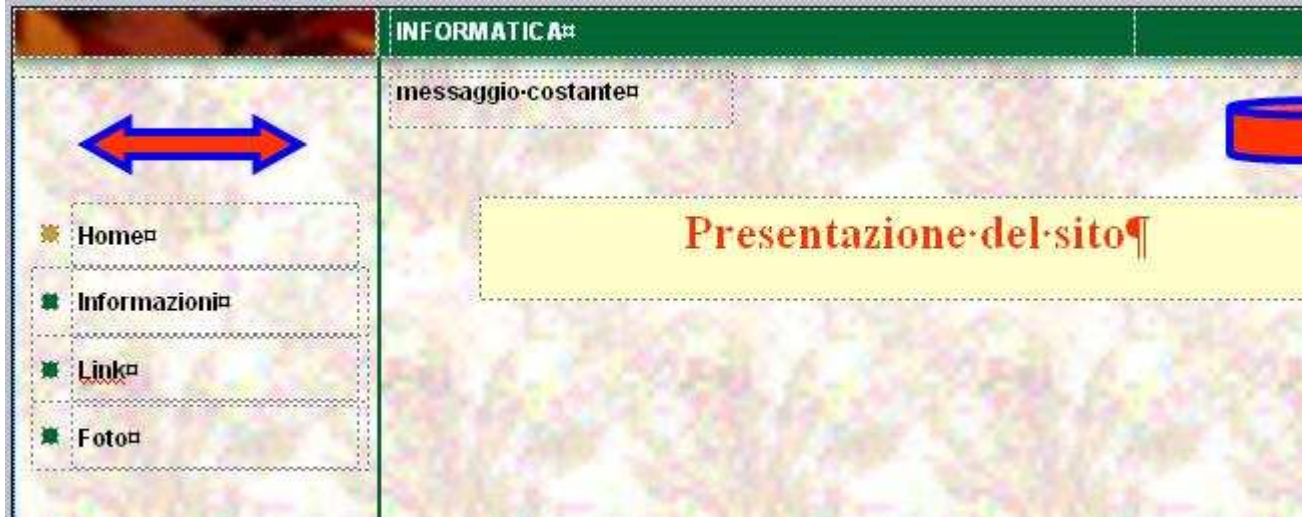 INFORMATICA¤
messaggio·costante¤
Presentazione·del·sito¶
Home¤
Informazioni¤
Link¤
Foto¤